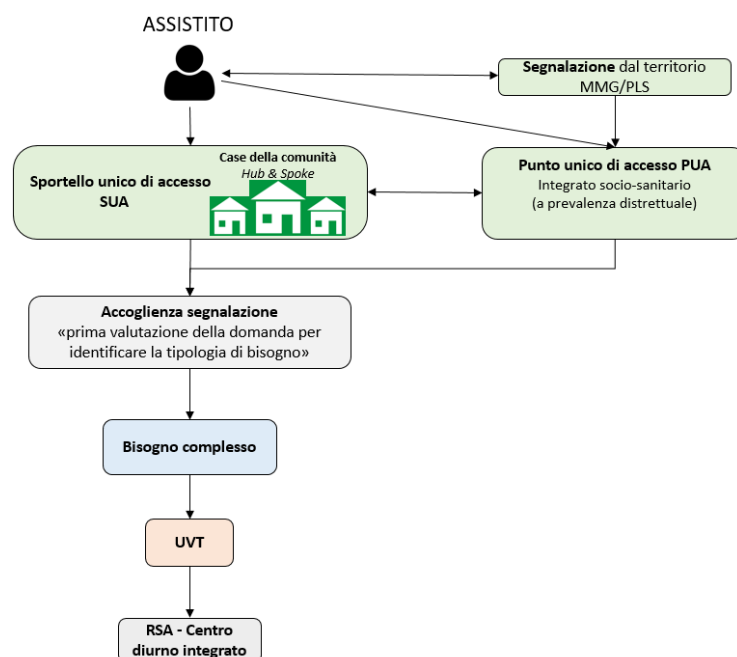 ASSISTITO
Segnalazione dal territorio
MMG/PLS
Case della comunità
Hub & Spoke
Sportello unico di accesso
SUA
Punto unico di accesso PUA
Integrato socio-sanitario
(a prevalenza distrettuale)
Accoglienza segnalazione
«prima valutazione della domanda per
identificare la tipologia di bisogno»
Bisogno complesso
UVT
RSA - Centro
diurno integrato